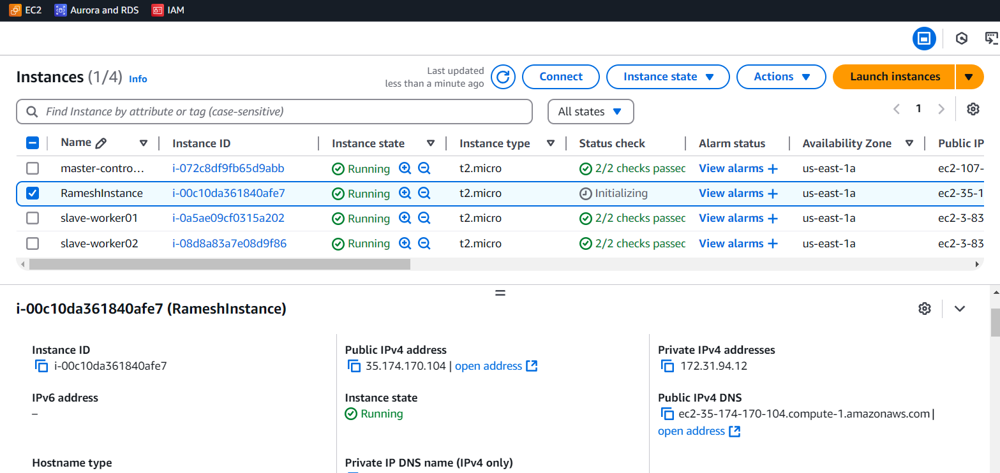 EC2 Aurora and RDS IAM
Instances (1/4) Info
Last updated
less than a minute ago
Connect Instance state Actions Launch instances
Find Instance by attribute or tag (case-sensitive)
All states
1
Name Instance ID Instance state Instance type Status check Alarm status Availability Zone Public IP
master-contro... i-072c8df9fb65d9abb Running t2.micro 2/2 checks passec View alarms + us-east-1a ec2-107-
RameshInstance i-00c10da361840afe7 Running t2.micro Initializing View alarms + us-east-1a ec2-35-1
slave-worker01 i-0a5ae09cf0315a202 Running t2.micro 2/2 checks passec View alarms + us-east-1a ec2-3-83
slave-worker02 i-08d8a83a7e08d9f86 Running t2.micro 2/2 checks passec View alarms + us-east-1a ec2-3-83
i-00c10da361840afe7 (RameshInstance)
Instance ID
i-00c10da361840afe7
Public IPv4 address
35.174.170.104 | open address
Private IPv4 addresses
172.31.94.12
IPv6 address
–
Instance state
Running
Public IPv4 DNS
ec2-35-174-170-104.compute-1.amazonaws.com |
open address
Hostname type
Private IP DNS name (IPv4 only)